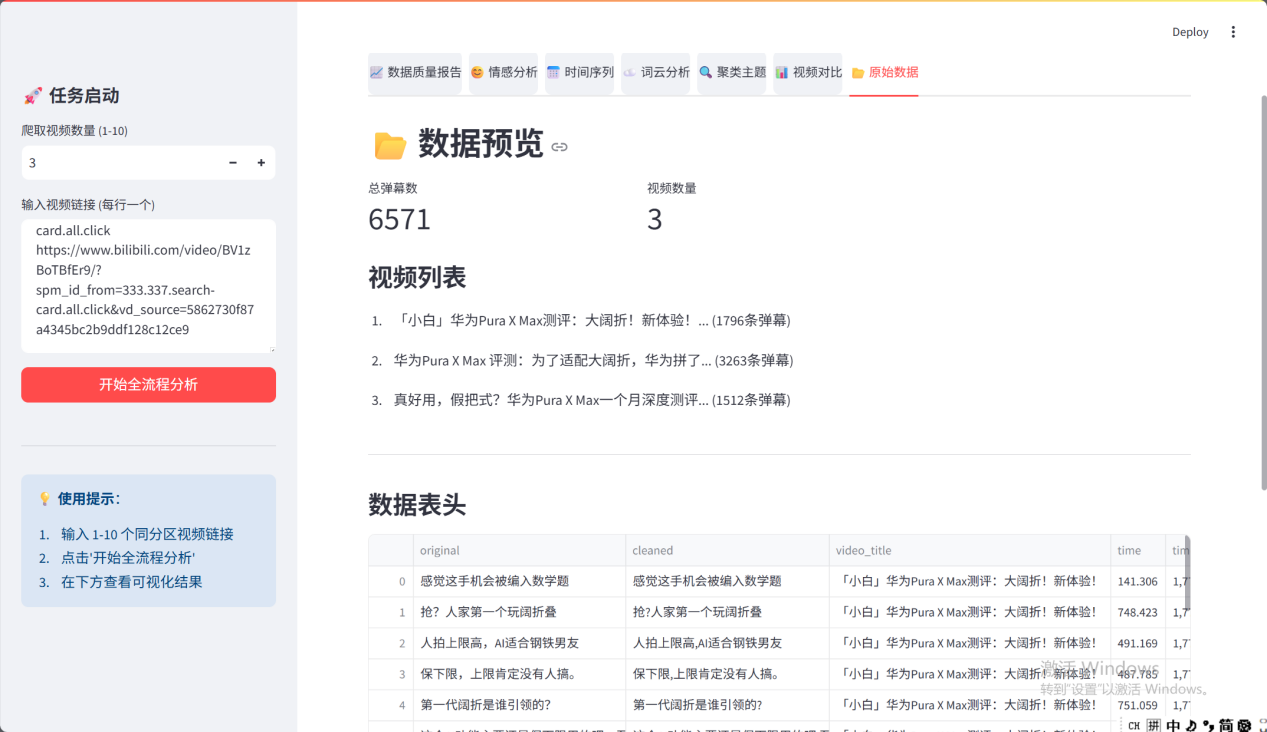 Deploy
任务启动
爬取视频数量 (1-10)
3
输入视频链接 (每行一个)
card.all.click
https://www.bilibili.com/video/BV1z
BoTBfEr9/?
spm_id_from=333.337.search-
card.all.click&vd_source=5862730f87
a4345bc2b9ddf128c12ce9
开始全流程分析
使用提示：
1. 输入 1-10 个同分区视频链接
2. 点击'开始全流程分析'
3. 在下方查看可视化结果
数据质量报告 情感分析 时间序列 词云分析 聚类主题 视频对比 原始数据
数据预览
总弹幕数 视频数量
6571 3
视频列表
1. 「小白」华为Pura X Max测评：大阔折！新体验！... (1796条弹幕)
2. 华为Pura X Max 评测：为了适配大阔折，华为拼了... (3263条弹幕)
3. 真好用，假把式？华为Pura X Max一个月深度测评... (1512条弹幕)
数据表头
original cleaned video_title time tim
0 感觉这手机会被编入数学题 感觉这手机会被编入数学题 「小白」华为Pura X Max测评：大阔折！新体验！ 141.306 1,7
1 抢？人家第一个玩阔折叠 抢?人家第一个玩阔折叠 「小白」华为Pura X Max测评：大阔折！新体验！ 748.423 1,7
2 人拍上限高，AI适合钢铁男友 人拍上限高,AI适合钢铁男友 「小白」华为Pura X Max测评：大阔折！新体验！ 491.169 1,7
3 保下限，上限肯定没有人搞。 保下限,上限肯定没有人搞。 「小白」华为Pura X Max测评：大阔折！新体验！ 487.785 1,7
4 第一代阔折是谁引领的？ 第一代阔折是谁引领的? 「小白」华为Pura X Max测评：大阔折！新体验！ 751.059 1,7
激活 Windows
转到"设置"以激活 Windows。
CH 拼 中 简